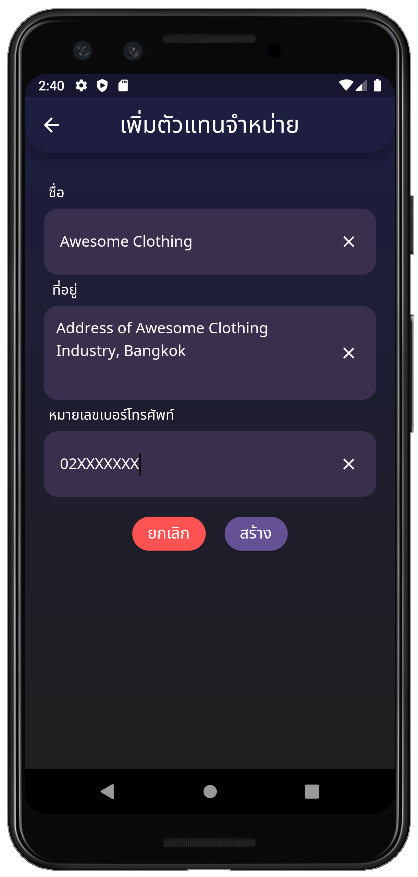 2:40
เพิ่มตัวแทนจำหน่าย
ชื่อ
Awesome Clothing
ที่อยู่
Address of Awesome Clothing
Industry, Bangkok
หมายเลขเบอร์โทรศัพท์
02XXXXXXX
ยกเลิก สร้าง